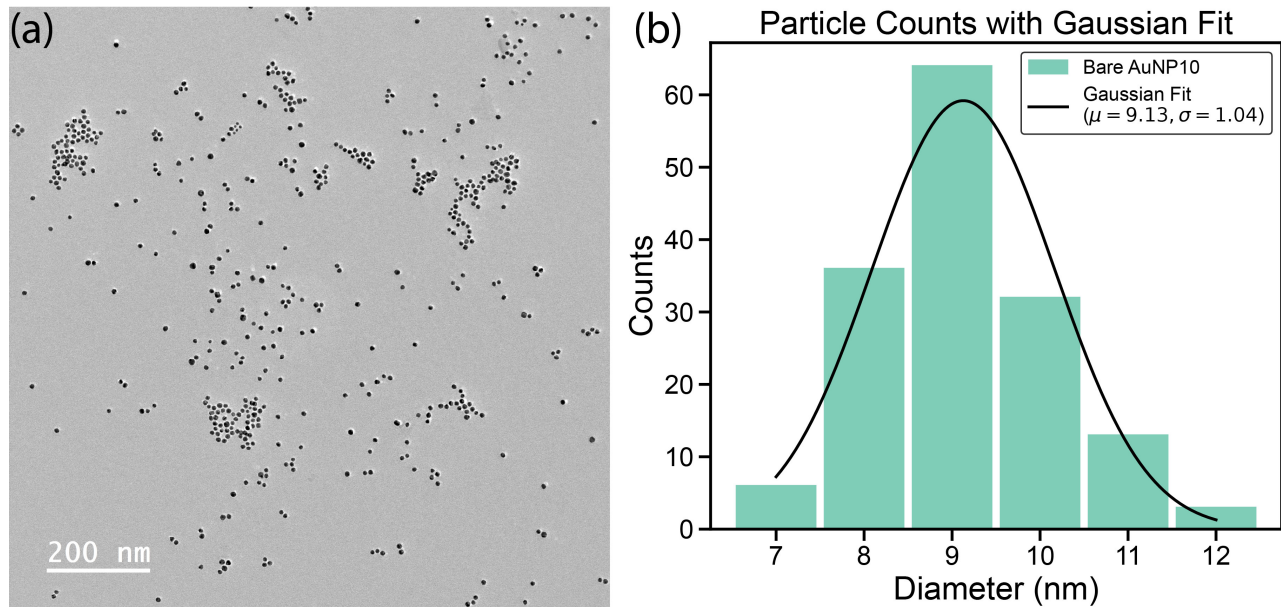 (a)
200 nm
(b)
Particle Counts with Gaussian Fit
Bare AuNP10
Gaussian Fit
(μ = 9.13, σ = 1.04)
Counts
60
50
40
30
20
10
0
7 8 9 10 11 12
Diameter (nm)